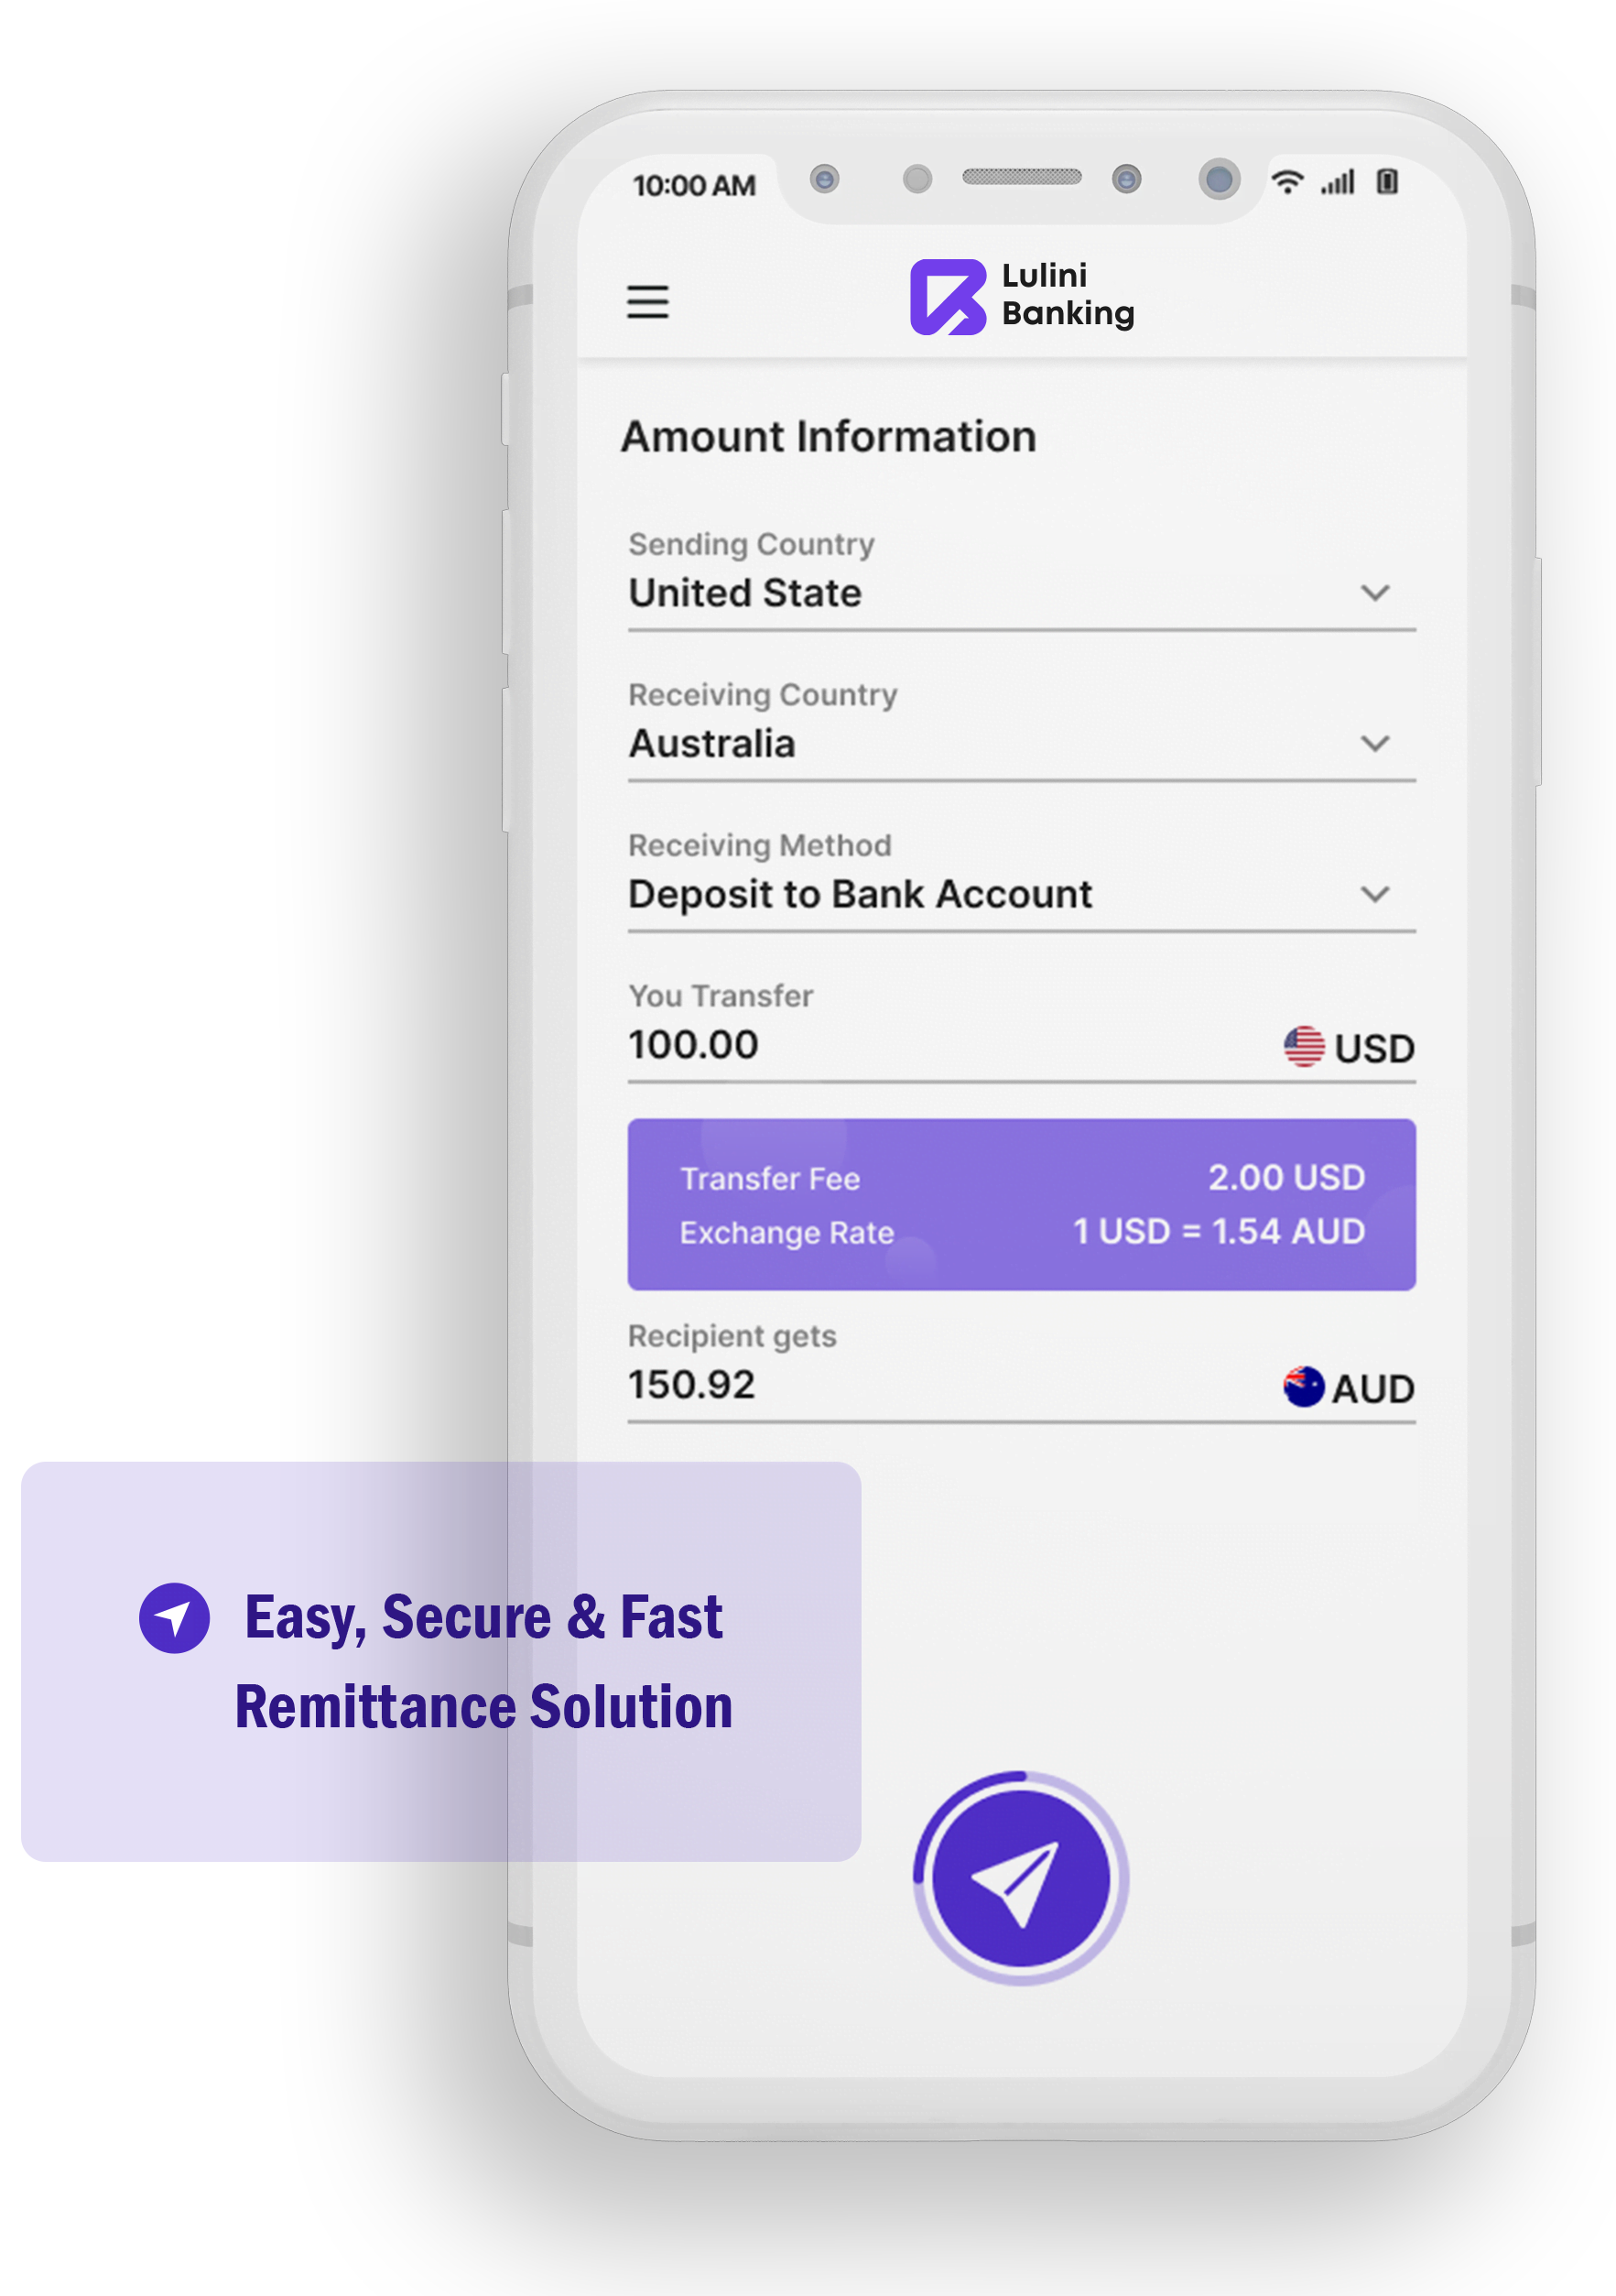 10:00 AM
Lulini
Banking
Amount Information
Sending Country
United State
Receiving Country
Australia
Receiving Method
Deposit to Bank Account
You Transfer
100.00 USD
Transfer Fee 2.00 USD
Exchange Rate 1 USD = 1.54 AUD
Recipient gets
150.92 AUD
Easy, Secure & Fast
Remittance Solution